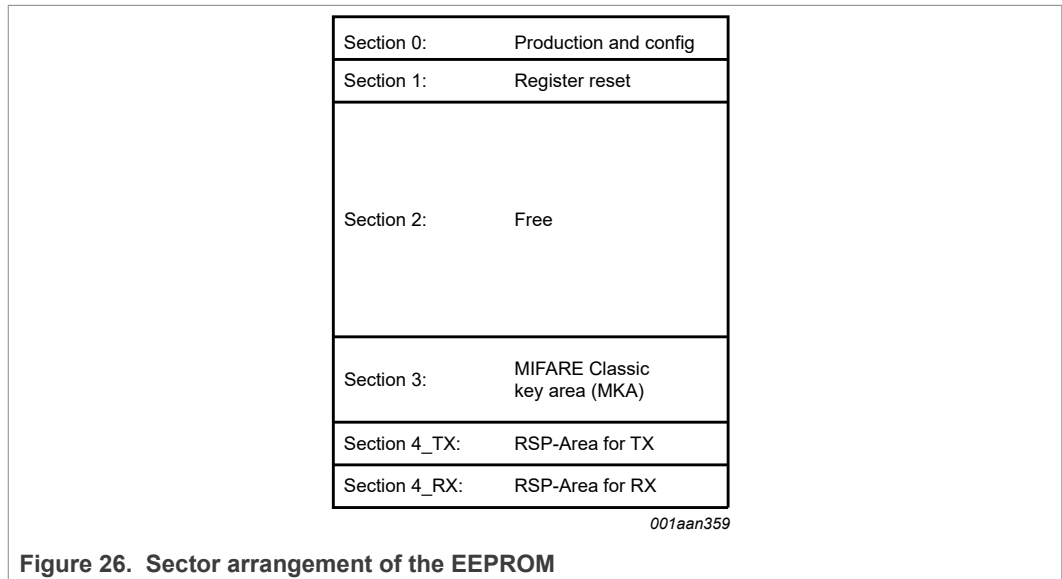 Section 0: Production and config
Section 1: Register reset
Section 2: Free
Section 3: MIFARE Classic
key area (MKA)
Section 4_TX: RSP-Area for TX
Section 4_RX: RSP-Area for RX
001aan359
Figure 26. Sector arrangement of the EEPROM